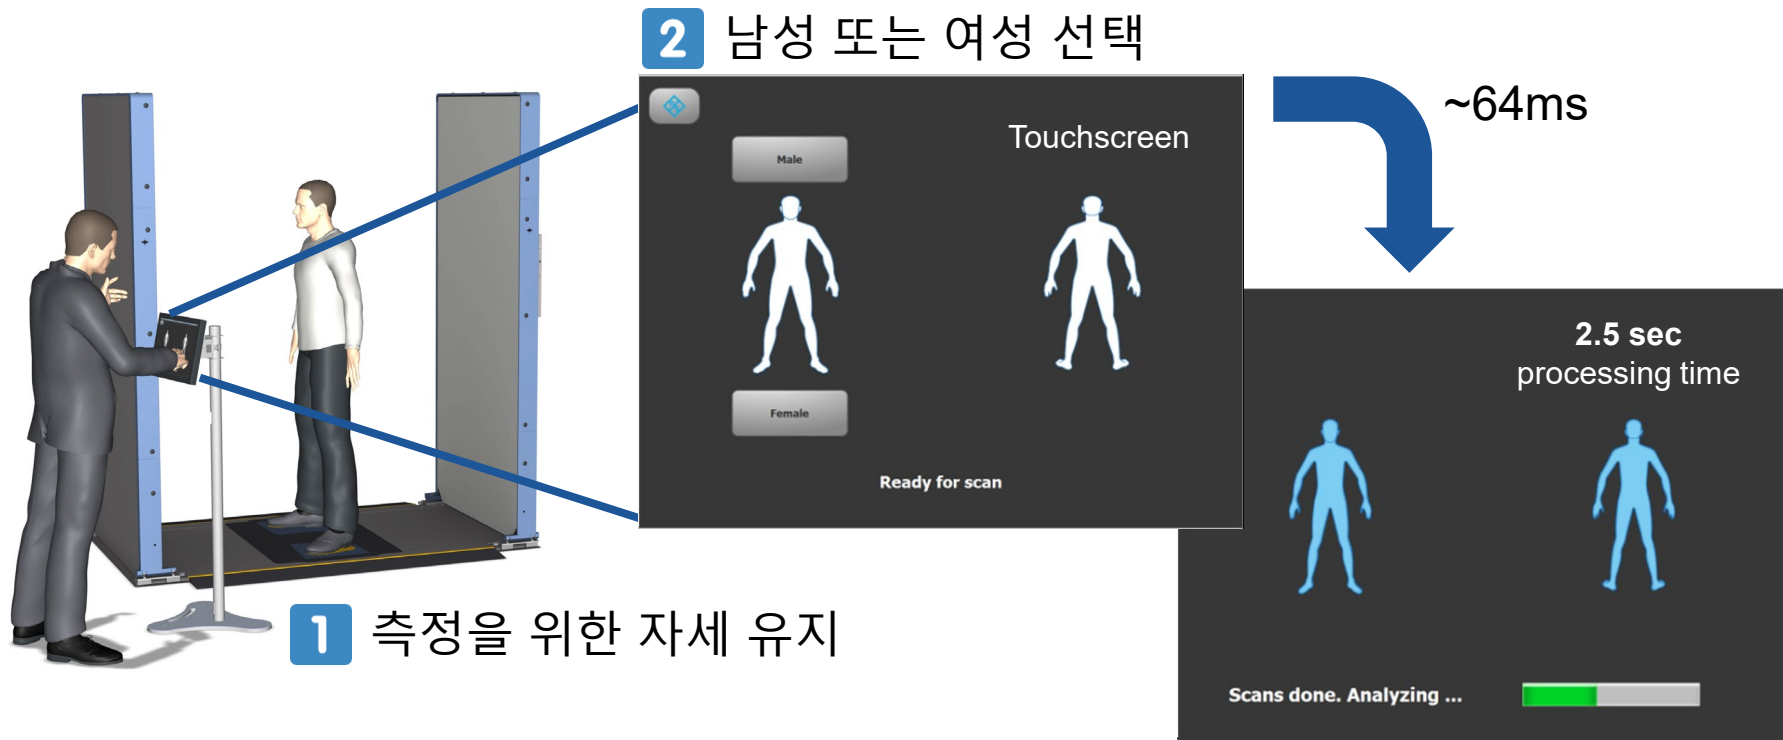 2 남성 또는 여성 선택
~64ms
Touchscreen
Male
Female
Ready for scan
2.5 sec
processing time
Scans done. Analyzing ...
1 측정을 위한 자세 유지